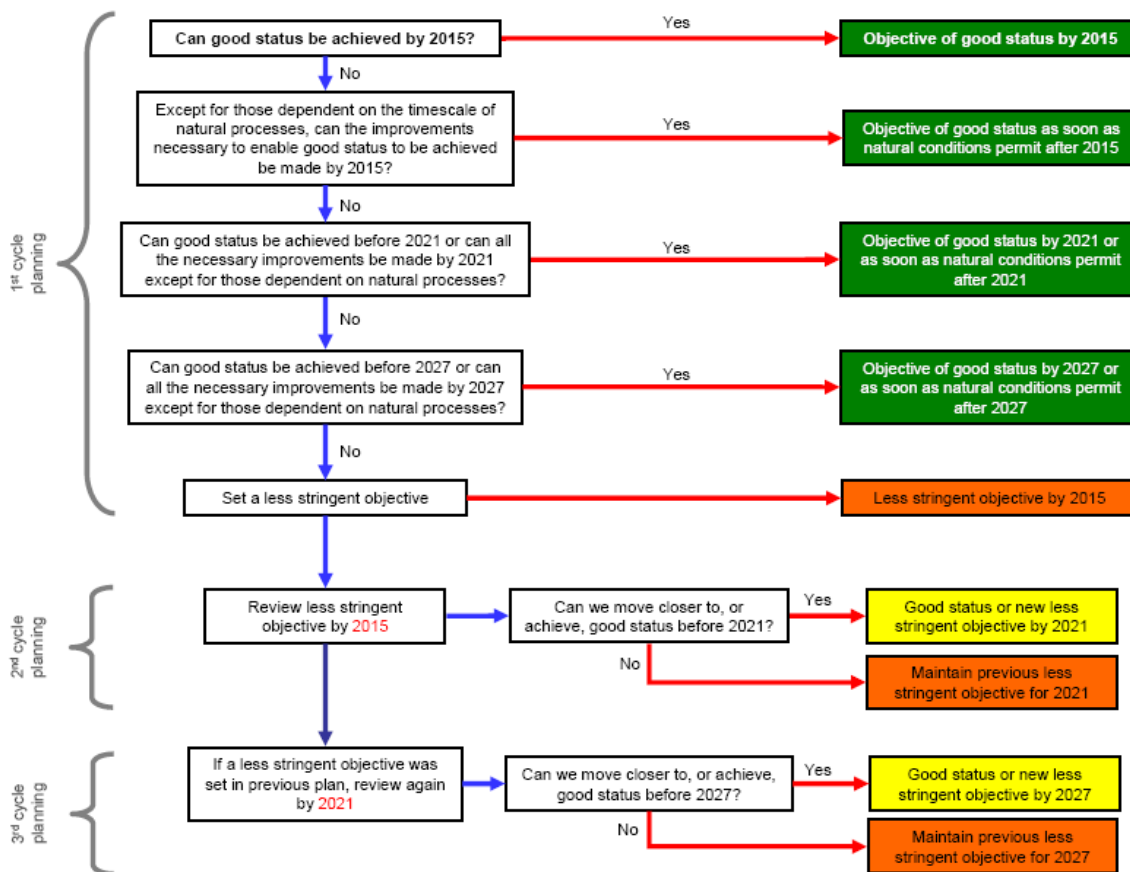 Can good status be achieved by 2015?
Yes
Objective of good status by 2015
No
Except for those dependent on the timescale of
natural processes, can the improvements
necessary to enable good status to be achieved
be made by 2015?
Yes
Objective of good status as soon as
natural conditions permit after 2015
No
1st cycle
planning
Can good status be achieved before 2021 or can all
the necessary improvements be made by 2021
except for those dependent on natural processes?
Yes
Objective of good status by 2021 or
as soon as natural conditions permit
after 2021
No
Can good status be achieved before 2027 or can
all the necessary improvements be made by 2027
except for those dependent on natural processes?
Yes
Objective of good status by 2027 or
as soon as natural conditions permit
after 2027
No
Set a less stringent objective
Less stringent objective by 2015
2nd cycle
planning
Review less stringent
objective by 2015
Can we move closer to, or
achieve, good status before 2021?
Yes
Good status or new less
stringent objective by 2021
No
Maintain previous less
stringent objective for 2021
3rd cycle
planning
If a less stringent objective was
set in previous plan, review again
by 2021
Can we move closer to, or achieve,
good status before 2027?
Yes
Good status or new less
stringent objective by 2027
No
Maintain previous less
stringent objective for 2027